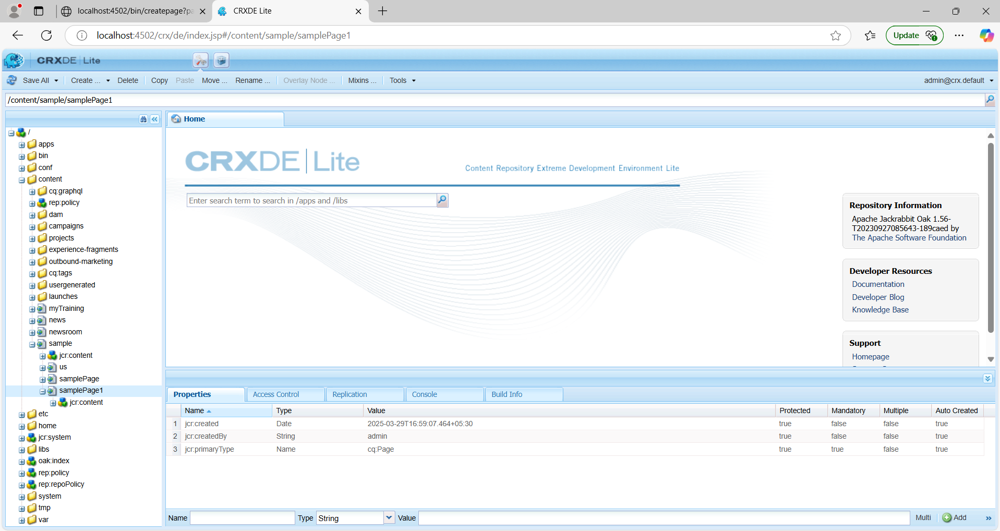 localhost:4502/bin/createpage?pa
CRXDE Lite
localhost:4502/crx/de/index.jsp#/content/sample/samplePage1
Update
CRXDE Lite
Save All
Create ...
Delete
Copy
Paste
Move ...
Rename ...
Overlay Node ...
Mixins ...
Tools
admin@crx.default
/content/sample/samplePage1
/
apps
bin
conf
content
cq:graphql
rep:policy
dam
campaigns
projects
experience-fragments
outbound-marketing
cq:tags
usergenerated
launches
myTraining
news
newsroom
sample
jcr:content
us
samplePage
samplePage1
jcr:content
etc
home
jcr:system
libs
oak:index
rep:policy
rep:repoPolicy
system
tmp
var
Home
CRXDE Lite
Content Repository Extreme Development Environment Lite
Enter search term to search in /apps and /libs
Repository Information
Apache Jackrabbit Oak 1.56-
T20230927085643-189caed by
The Apache Software Foundation
Developer Resources
Documentation
Developer Blog
Knowledge Base
Support
Homepage
Properties
Access Control
Replication
Console
Build Info
Name Type Value Protected Mandatory Multiple Auto Created
1 jcr:created Date 2025-03-29T16:59:07.464+05:30 true false false true
2 jcr:createdBy String admin true false false true
3 jcr:primaryType Name cq:Page true true false true
Name Type String Value Multi Add